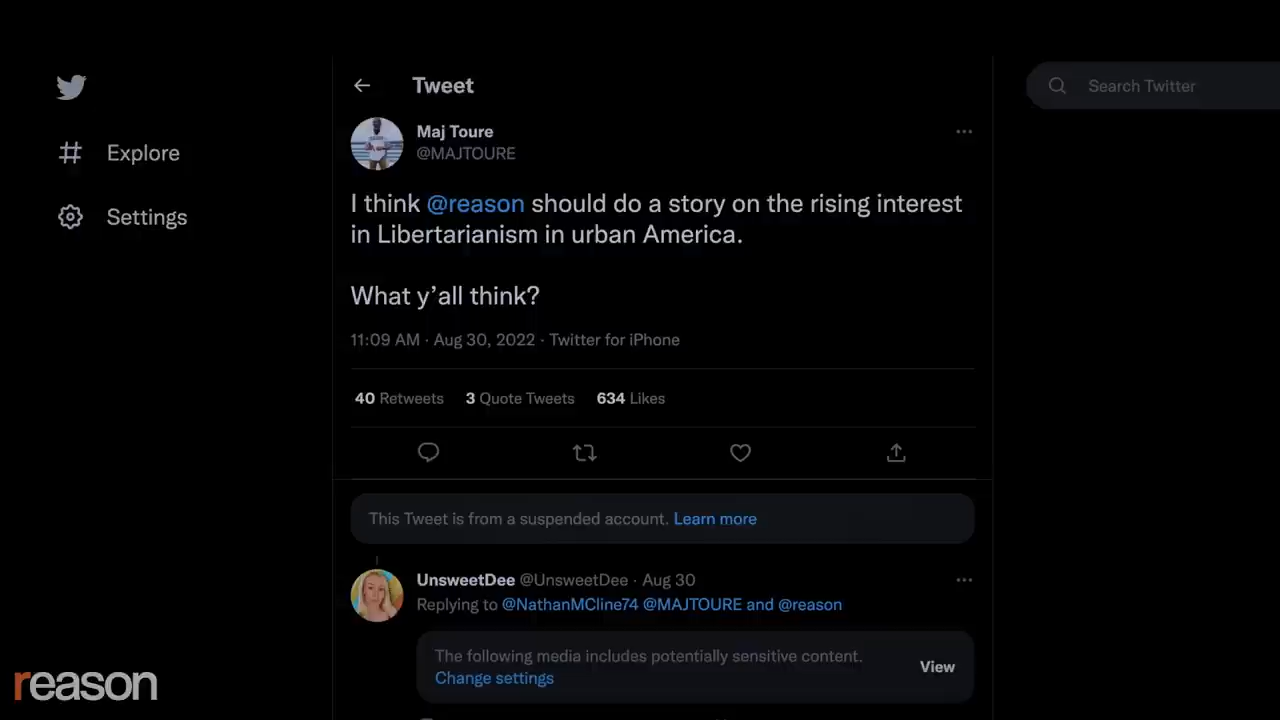 Tweet
Search Twitter
Maj Toure
@MAJTOURE
Explore
I think @reason should do a story on the rising interest
in Libertarianism in urban America.
Settings
What y’all think?
11:09 AM · Aug 30, 2022 · Twitter for iPhone
40 Retweets 3 Quote Tweets 634 Likes
This Tweet is from a suspended account. Learn more
UnsweetDee @UnsweetDee · Aug 30
Replying to @NathanMCline74 @MAJTOURE and @reason
The following media includes potentially sensitive content.
Change settings
View
reason